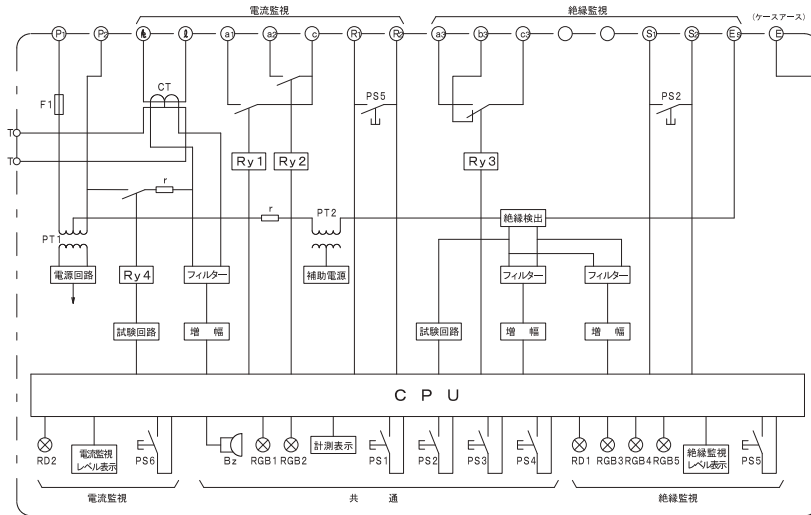 電流監視
絶縁監視
(ケースアース)
P1 P2 k ℓ a1 a2 c R1 R2 a3 b3 c3 S1 S2 Es E
F1
CT
PS5
PS2
T
T
Ry1
Ry2
Ry3
r
r
PT1
PT2
絶縁検出
電源回路
Ry4
フィルター
補助電源
フィルター
フィルター
試験回路
増 幅
試験回路
増 幅
増 幅
CPU
RD2
電流監視
レベル表示
PS6
Bz
RGB1
RGB2
計測表示
PS1
PS2
PS3
PS4
RD1
RGB3
RGB4
RGB5
絶縁監視
レベル表示
PS5
電流監視
共 通
絶縁監視